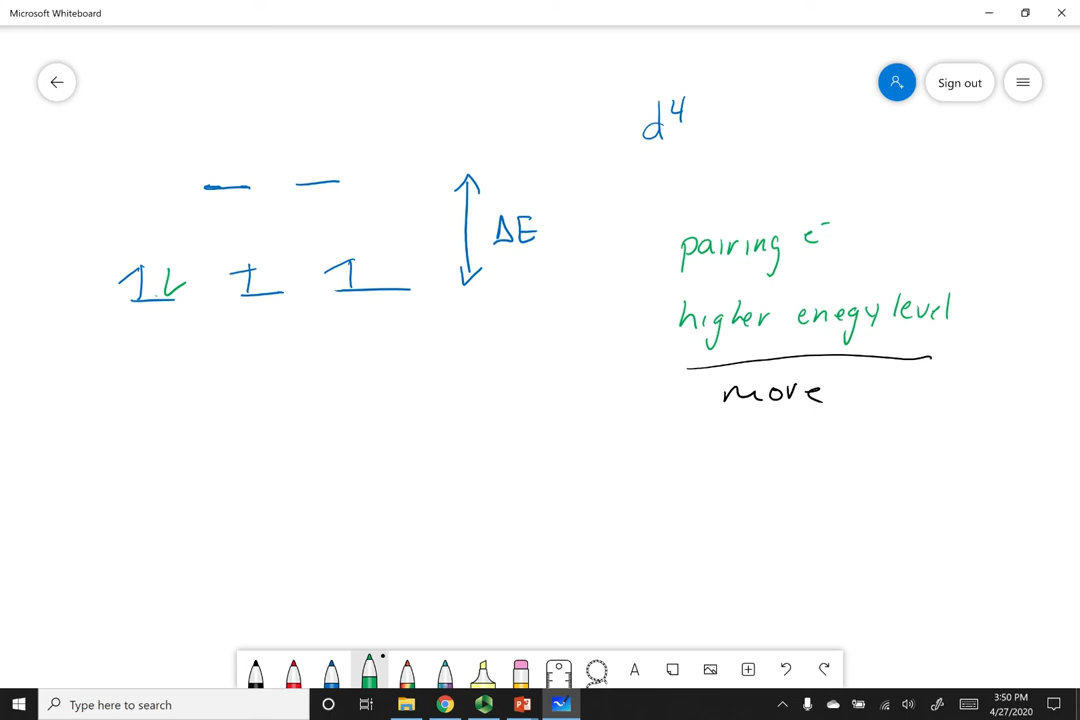 Microsoft Whiteboard
Sign out
d⁴
ΔE
pairing e⁻
higher enegy level
move
A
Type here to search
3:50 PM
4/27/2020